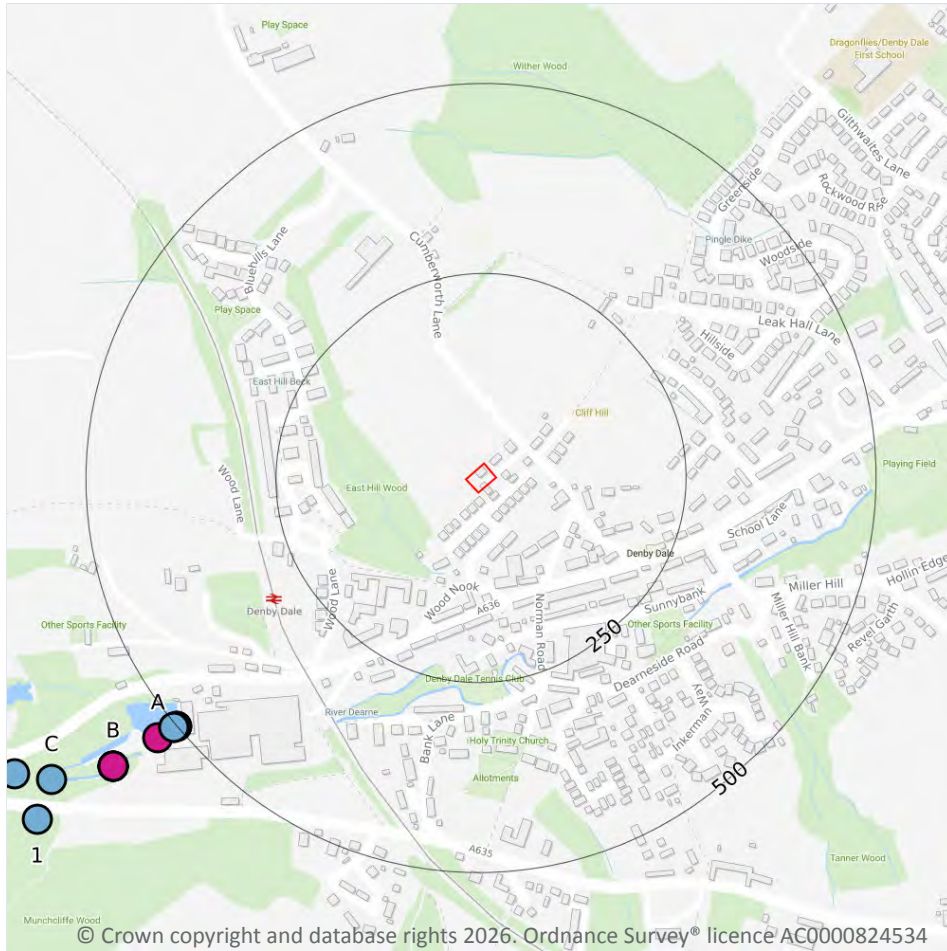 Play Space
Dragonflies/Denby Dale
First School
Wither Wood
Gilthwaites Lane
Rockwood Rise
Greenside
Pingle Dike
Woodside
Bluehills Lane
Cumberworth Lane
Play Space
Leak Hall Lane
Hillside
East Hill Beck
Cliff Hill
Wood Lane
East Hill Wood
Playing Field
School Lane
Denby Dale
Hollin Edge
Miller Hill
Wood Lane
Wood Nook
A636
Sunnybank
Norman Road
250
Other Sports Facility
Miller Hill Bank
Revel Garth
Denby Dale
Other Sports Facility
Dearneside Road
Denby Dale Tennis Club
A
River Dearne
Inkerman Way
B
Bank Lane
Holy Trinity Church
C
Allotments
500
1
A635
Tanner Wood
Munchcliffe Wood
© Crown copyright and database rights 2026. Ordnance Survey® licence AC0000824534